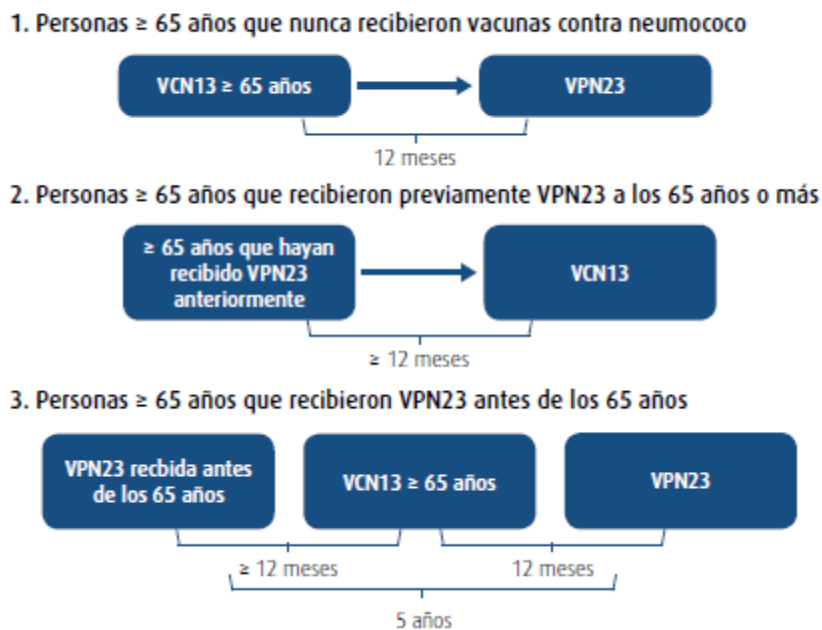 1. Personas ≥ 65 años que nunca recibieron vacunas contra neumococo
VCN13 ≥ 65 años
VPN23
12 meses
2. Personas ≥ 65 años que recibieron previamente VPN23 a los 65 años o más
≥ 65 años que hayan
recibido VPN23
anteriormente
VCN13
≥ 12 meses
3. Personas ≥ 65 años que recibieron VPN23 antes de los 65 años
VPN23 recbida antes
de los 65 años
VCN13 ≥ 65 años
VPN23
≥ 12 meses
12 meses
5 años